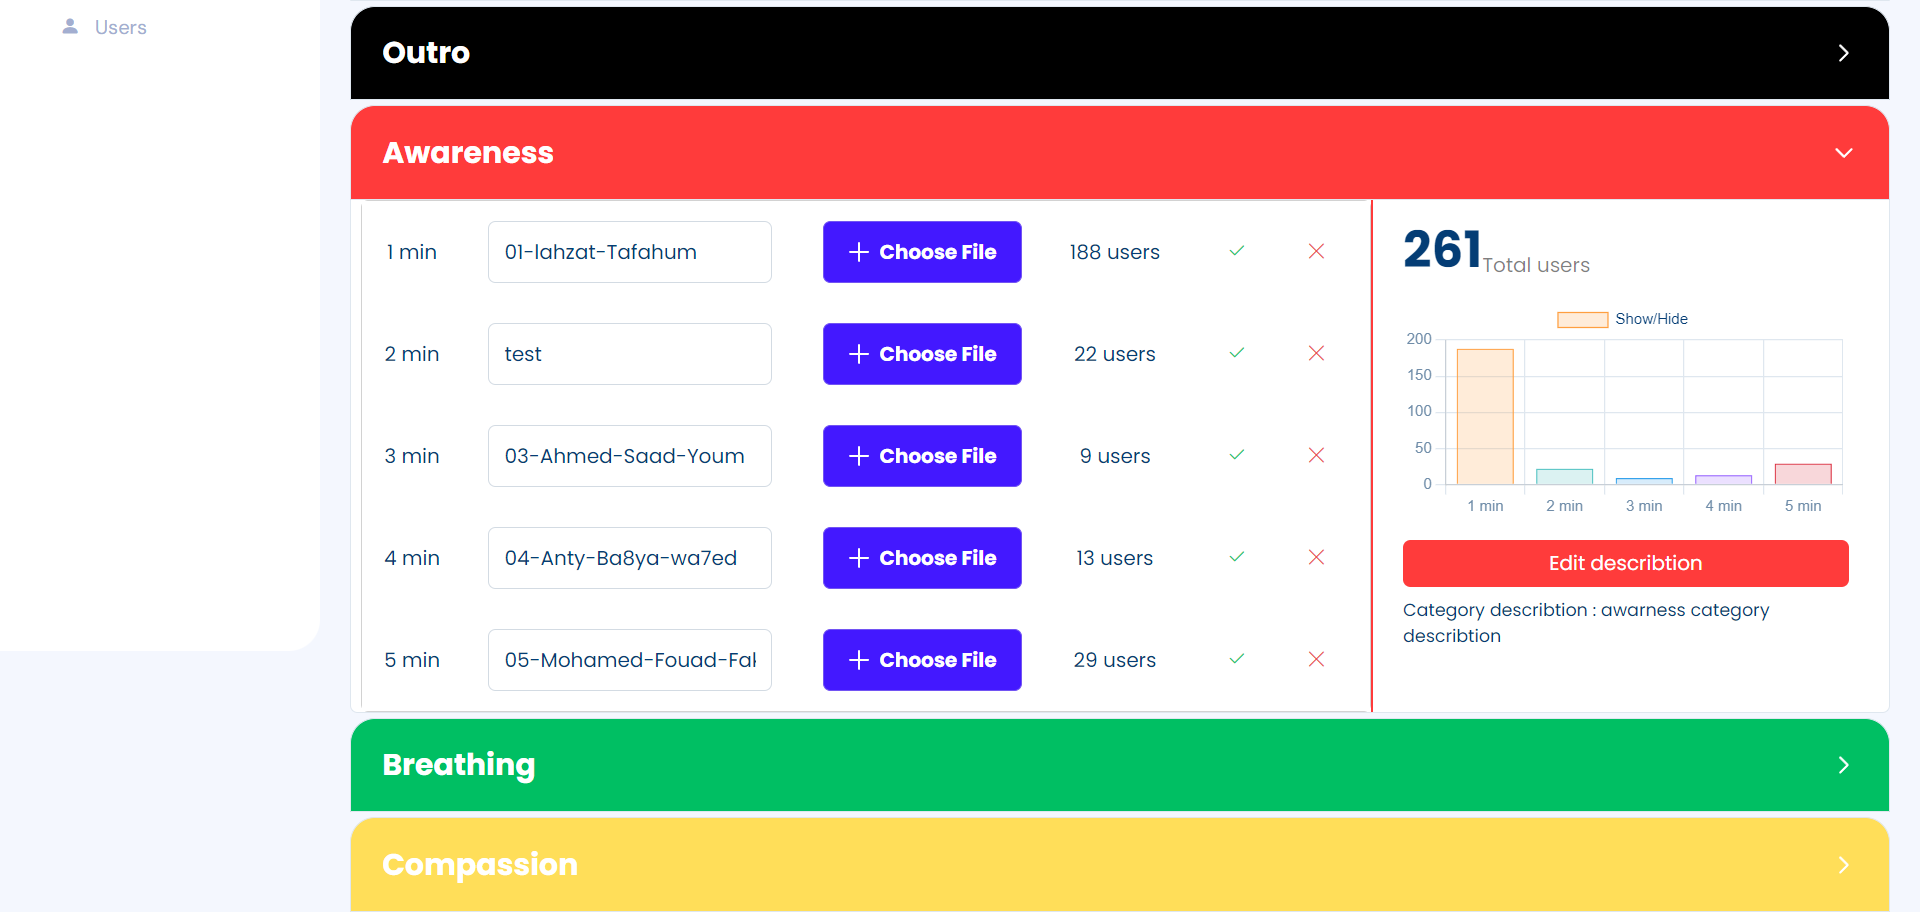 Users
Outro
Awareness
1 min 01-lahzat-Tafahum Choose File 188 users
2 min test Choose File 22 users
3 min 03-Ahmed-Saad-Youm Choose File 9 users
4 min 04-Anty-Ba8ya-wa7ed Choose File 13 users
5 min 05-Mohamed-Fouad-Fa Choose File 29 users
261 Total users
Show/Hide
200
150
100
50
0
1 min 2 min 3 min 4 min 5 min
Edit describtion
Category describtion : awarness category
describtion
Breathing
Compassion